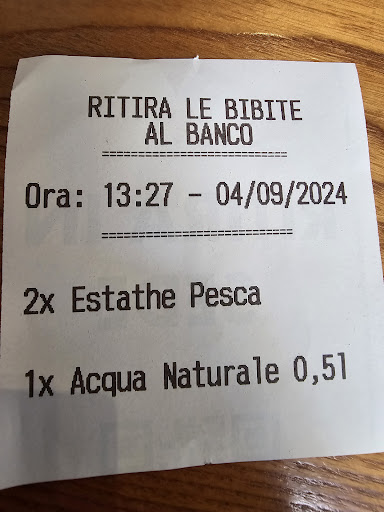 RITIRA LE BIBITE
AL BANCO
==========================
Ora: 13:27 - 04/09/2024
==========================
2x Estathe Pesca
1x Acqua Naturale 0,5l